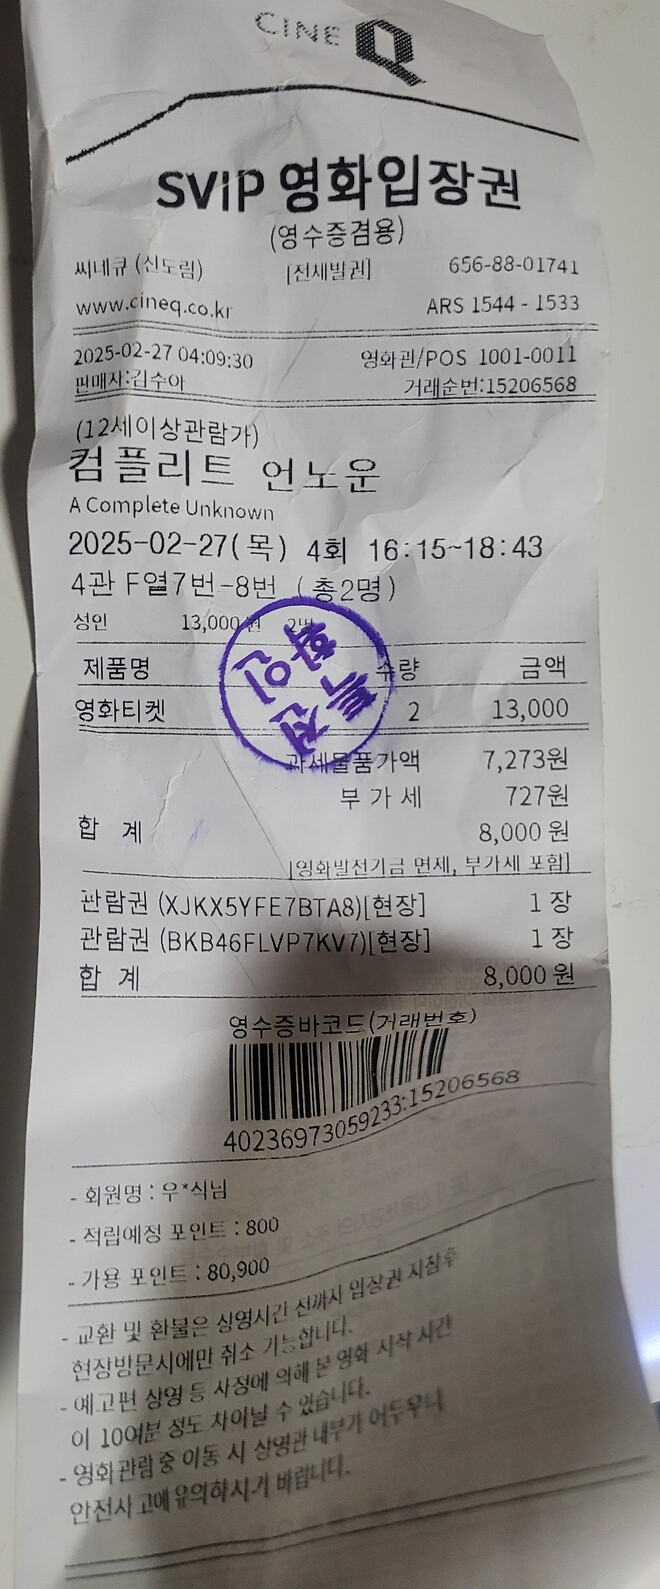 CINE Q
SVIP 영화입장권
(영수증겸용)
씨네큐 (신도림) [전세발권] 656-88-01741
www.cineq.co.kr ARS 1544 - 1533
2025-02-27 04:09:30 영화관/POS 1001-0011
판매자:김수아 거래순번:15206568
(12세이상관람가)
컴플리트 언노운
A Complete Unknown
2025-02-27(목) 4회 16:15~18:43
4관 F열7번-8번 (총2명)
성인 13,000원 2명
특전
확인
제품명 수량 금액
영화티켓 2 13,000
과세물품가액 7,273원
부 가 세 727원
합 계 8,000 원
[영화발전기금 면세, 부가세 포함]
관람권 (XJKX5YFE7BTA8)[현장] 1 장
관람권 (BKB46FLVP7KV7)[현장] 1 장
합 계 8,000 원
영수증바코드(거래번호)
40236973059233:15206568
- 회원명 : 우*식님
- 적립예정 포인트 : 800
- 가용 포인트 : 80,900
- 교환 및 환불은 상영시간 전까지 입장권 지참후
현장방문시에만 취소 가능합니다.
- 예고편 상영 등 사정에 의해 본 영화 시작 시간
이 10여분 정도 차이날 수 있습니다.
- 영화관람 중 이동 시 상영관 내부가 어두우니
안전사고에 유의하시기 바랍니다.